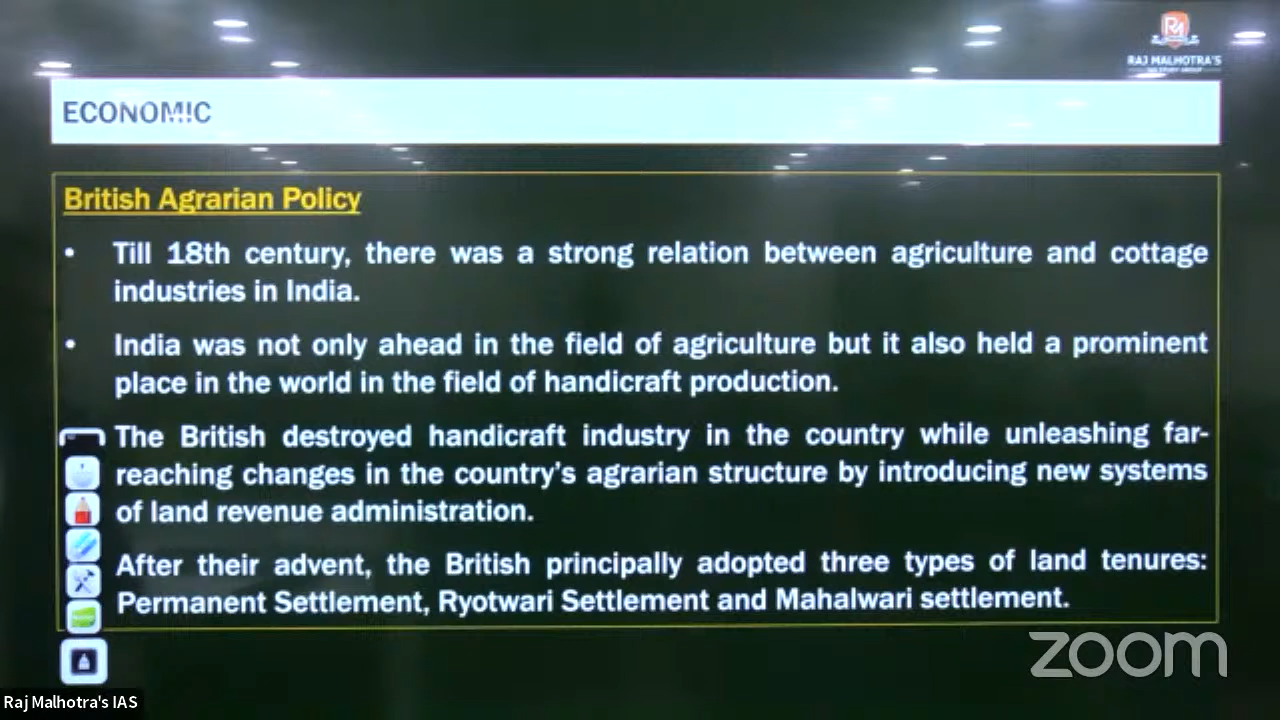 RAJ MALHOTRA'S
ECONOMIC
British Agrarian Policy
• Till 18th century, there was a strong relation between agriculture and cottage
industries in India.
• India was not only ahead in the field of agriculture but it also held a prominent
place in the world in the field of handicraft production.
The British destroyed handicraft industry in the country while unleashing far-
reaching changes in the country's agrarian structure by introducing new systems
of land revenue administration.
After their advent, the British principally adopted three types of land tenures:
Permanent Settlement, Ryotwari Settlement and Mahalwari settlement.
zoom
Raj Malhotra's IAS